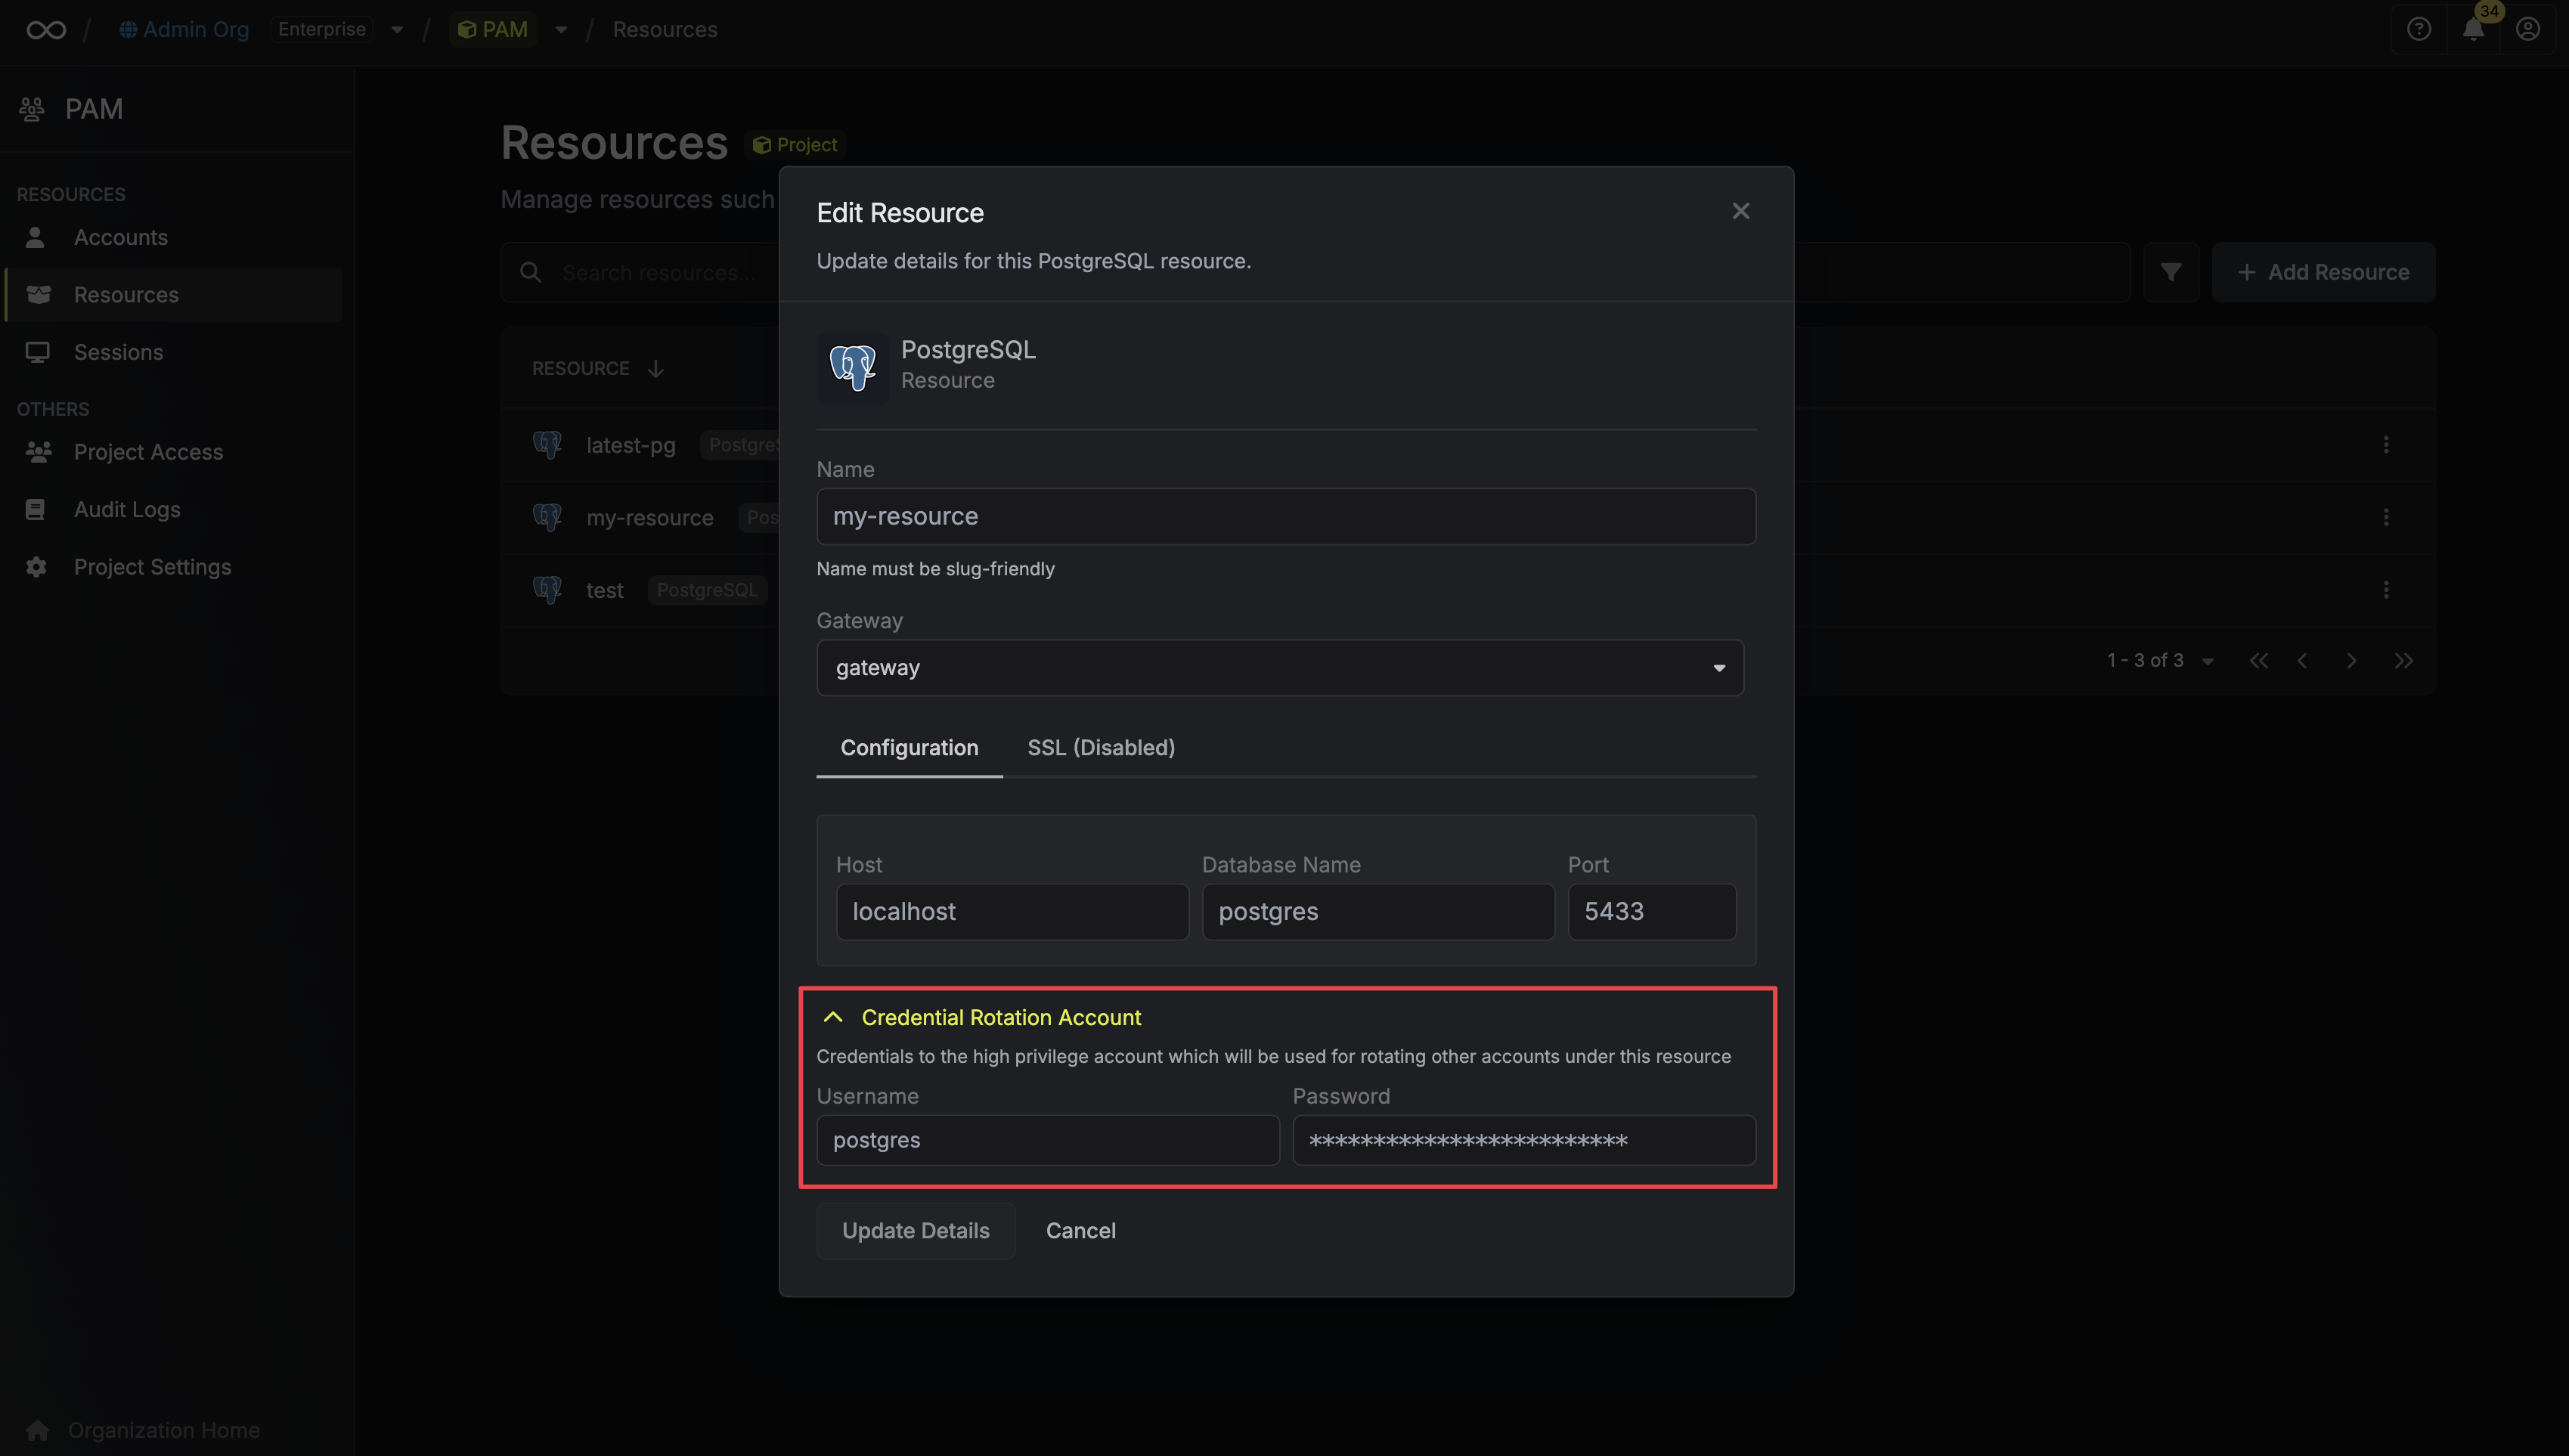 / Admin Org Enterprise / PAM / Resources 34
PAM
RESOURCES
Accounts
Resources
Sessions
OTHERS
Project Access
Audit Logs
Project Settings
Organization Home
Resources Project
Manage resources such
Search resources...
Add Resource
RESOURCE
latest-pg PostgreS
my-resource Pos
test PostgreSQL
1 - 3 of 3
Edit Resource
Update details for this PostgreSQL resource.
PostgreSQL
Resource
Name
my-resource
Name must be slug-friendly
Gateway
gateway
Configuration SSL (Disabled)
Host Database Name Port
localhost postgres 5433
Credential Rotation Account
Credentials to the high privilege account which will be used for rotating other accounts under this resource
Username Password
postgres *************************
Update Details Cancel